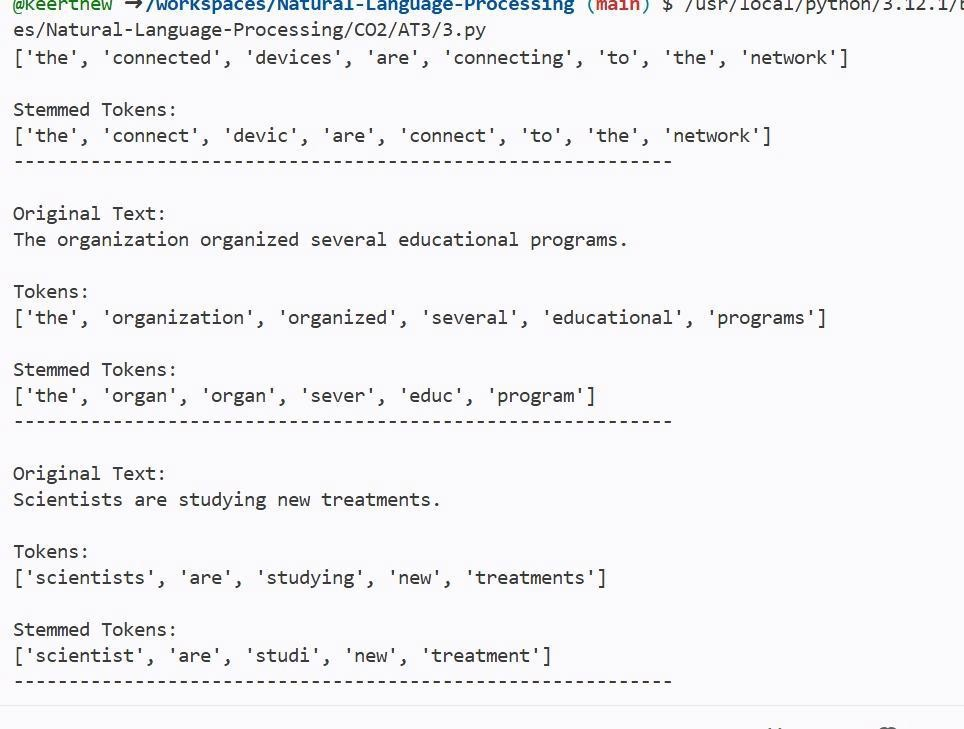 @keerthew ➜/workspaces/Natural-Language-Processing (main) $ /usr/local/python/3.12.1/
es/Natural-Language-Processing/CO2/AT3/3.py
['the', 'connected', 'devices', 'are', 'connecting', 'to', 'the', 'network']
Stemmed Tokens:
['the', 'connect', 'devic', 'are', 'connect', 'to', 'the', 'network']
------------------------------------------------------------
Original Text:
The organization organized several educational programs.
Tokens:
['the', 'organization', 'organized', 'several', 'educational', 'programs']
Stemmed Tokens:
['the', 'organ', 'organ', 'sever', 'educ', 'program']
------------------------------------------------------------
Original Text:
Scientists are studying new treatments.
Tokens:
['scientists', 'are', 'studying', 'new', 'treatments']
Stemmed Tokens:
['scientist', 'are', 'studi', 'new', 'treatment']
------------------------------------------------------------